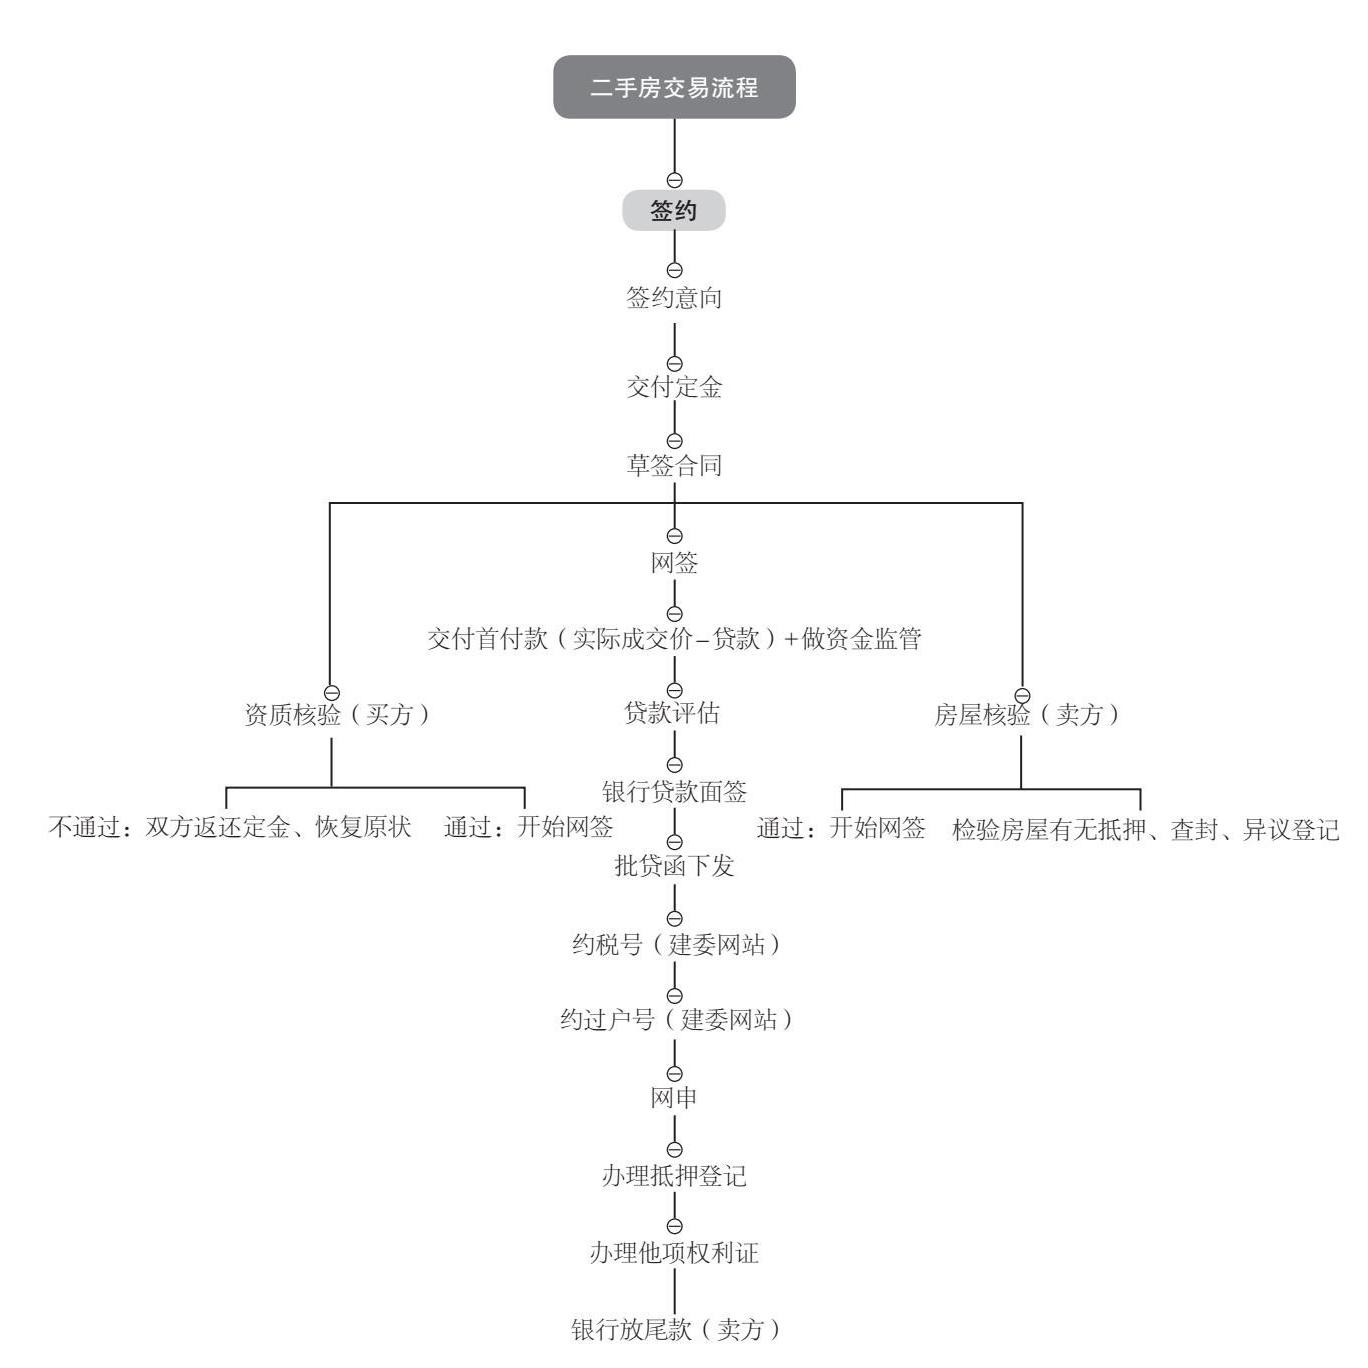 二手房交易流程
签约
签约意向
交付定金
草签合同
网签
交付首付款（实际成交价–贷款）+做资金监管
资质核验（买方）
贷款评估
房屋核验（卖方）
银行贷款面签
不通过：双方返还定金、恢复原状
通过：开始网签
通过：开始网签
检验房屋有无抵押、查封、异议登记
批贷函下发
约税号（建委网站）
约过户号（建委网站）
网申
办理抵押登记
办理他项权利证
银行放尾款（卖方）